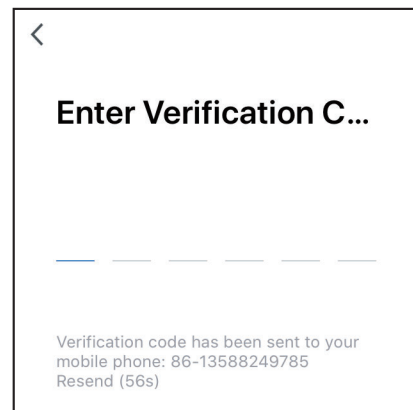 Enter Verification C...
Verification code has been sent to your
mobile phone: 86-13588249785
Resend (56s)